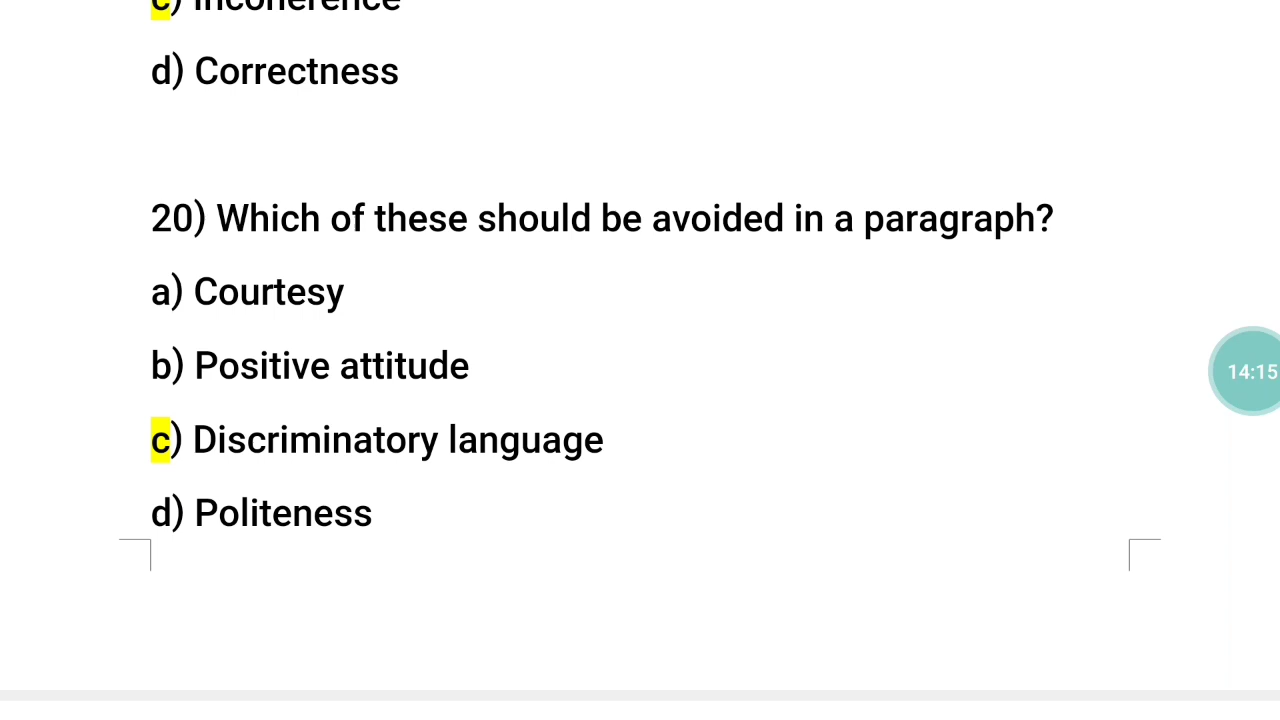 c) Incoherence
d) Correctness
20) Which of these should be avoided in a paragraph?
a) Courtesy
b) Positive attitude
c) Discriminatory language
d) Politeness
14:15